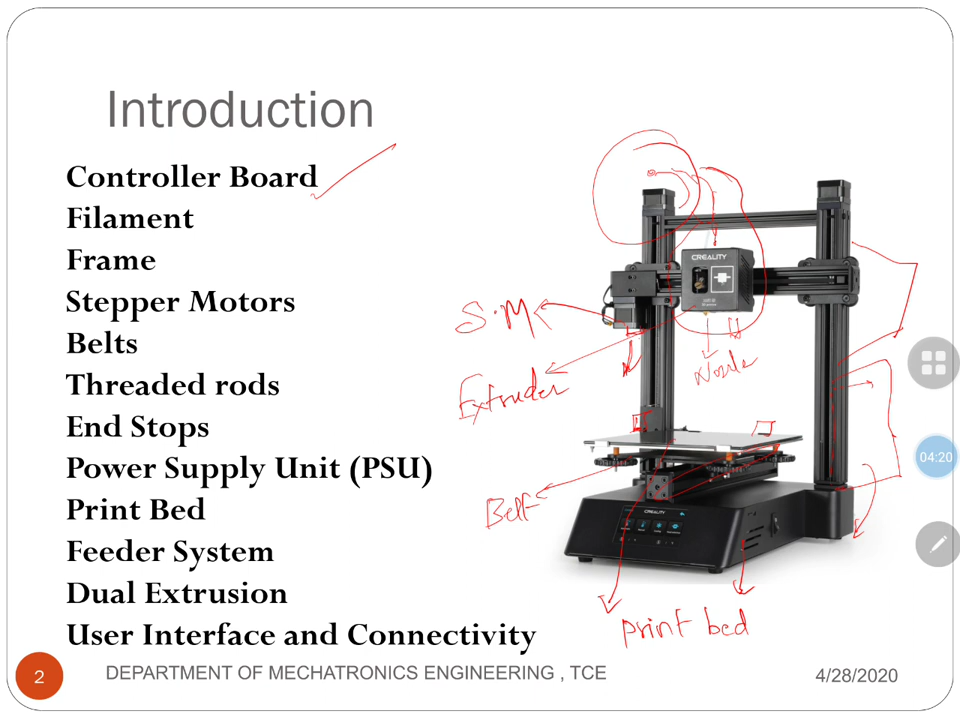 Introduction
Controller Board
Filament
Frame
Stepper Motors
Belts
Threaded rods
End Stops
Power Supply Unit (PSU)
Print Bed
Feeder System
Dual Extrusion
User Interface and Connectivity
CREALITY
S.M
Nozzle
Extruder
Belt
CREALITY
print bed
04:20
2
DEPARTMENT OF MECHATRONICS ENGINEERING , TCE
4/28/2020